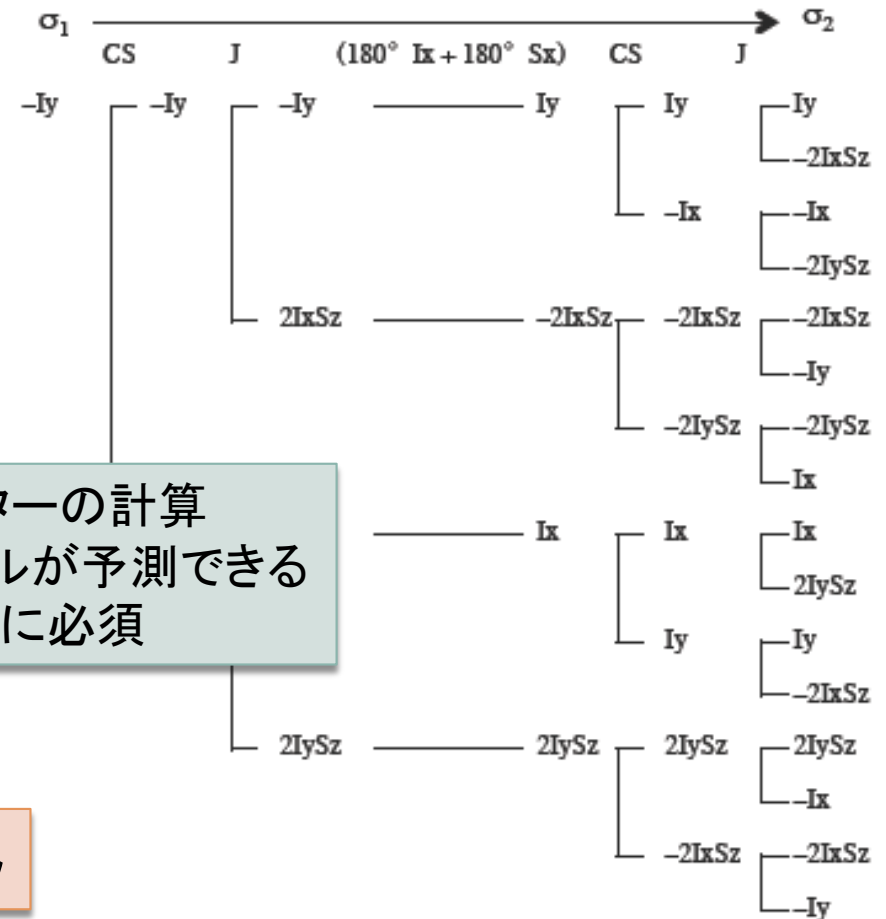 σ1 σ2
CS J (180° Ix + 180° Sx) CS J
–Iy –Iy –Iy Iy Iy Iy
–2IxSz
–Ix –Ix
–2IySz
2IxSz –2IxSz –2IxSz –2IxSz
–Iy
–2IySz –2IySz
Ix
ターの計算
ルが予測できる
に必須
Ix Ix Ix
2IySz
Iy Iy
–2IxSz
2IySz 2IySz 2IySz 2IySz
–Ix
–2IxSz –2IxSz
–Iy